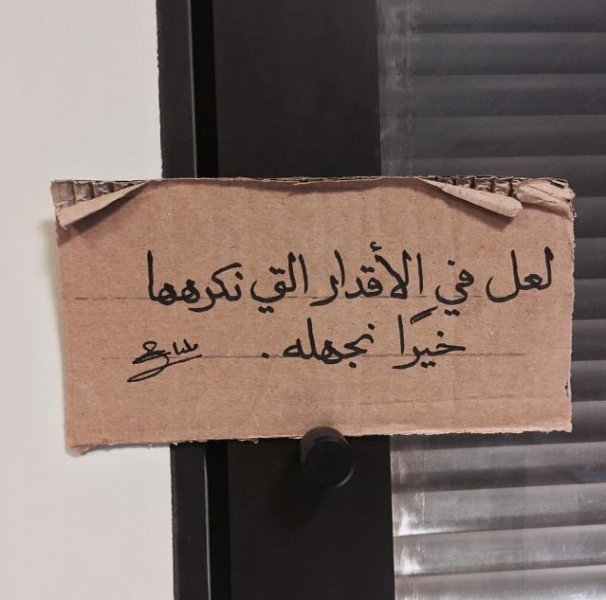 لعل في الأقدار التي نكرهها
خيرًا نجهله.